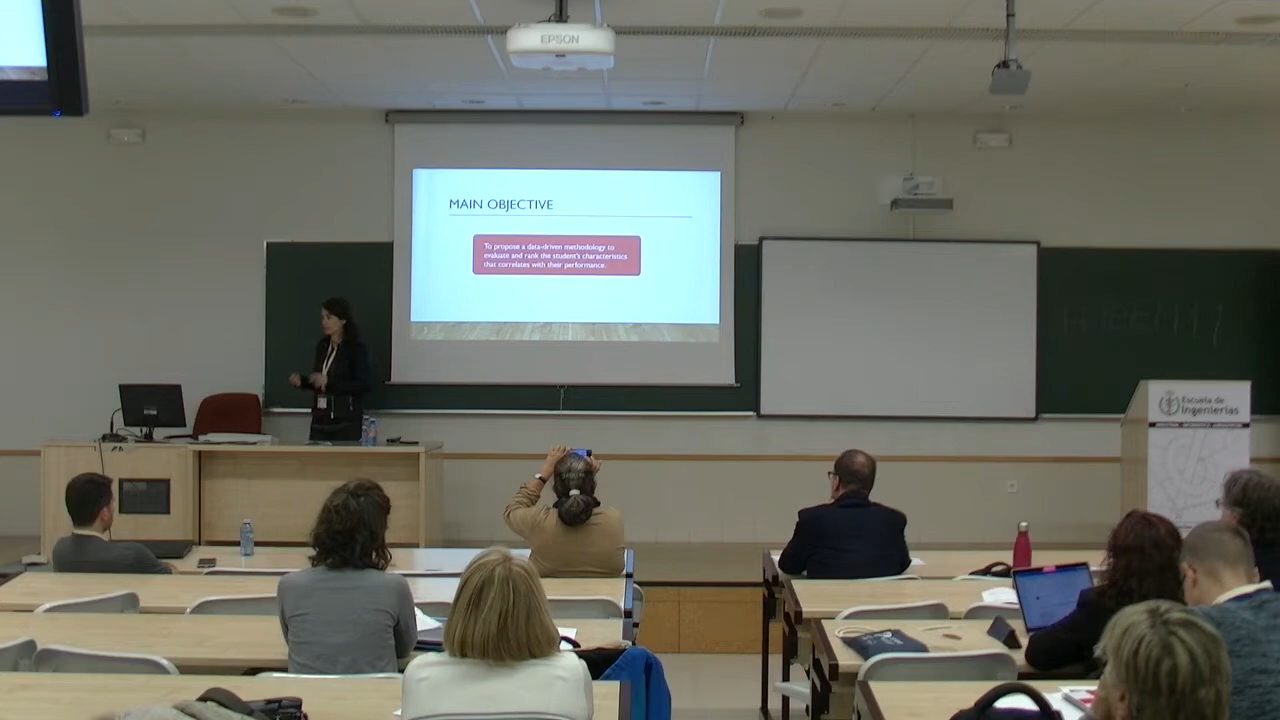 EPSON
MAIN OBJECTIVE
To propose a data-driven methodology to
evaluate and rank the student's characteristics
that correlates with their performance.
Escuela de
Ingenierías